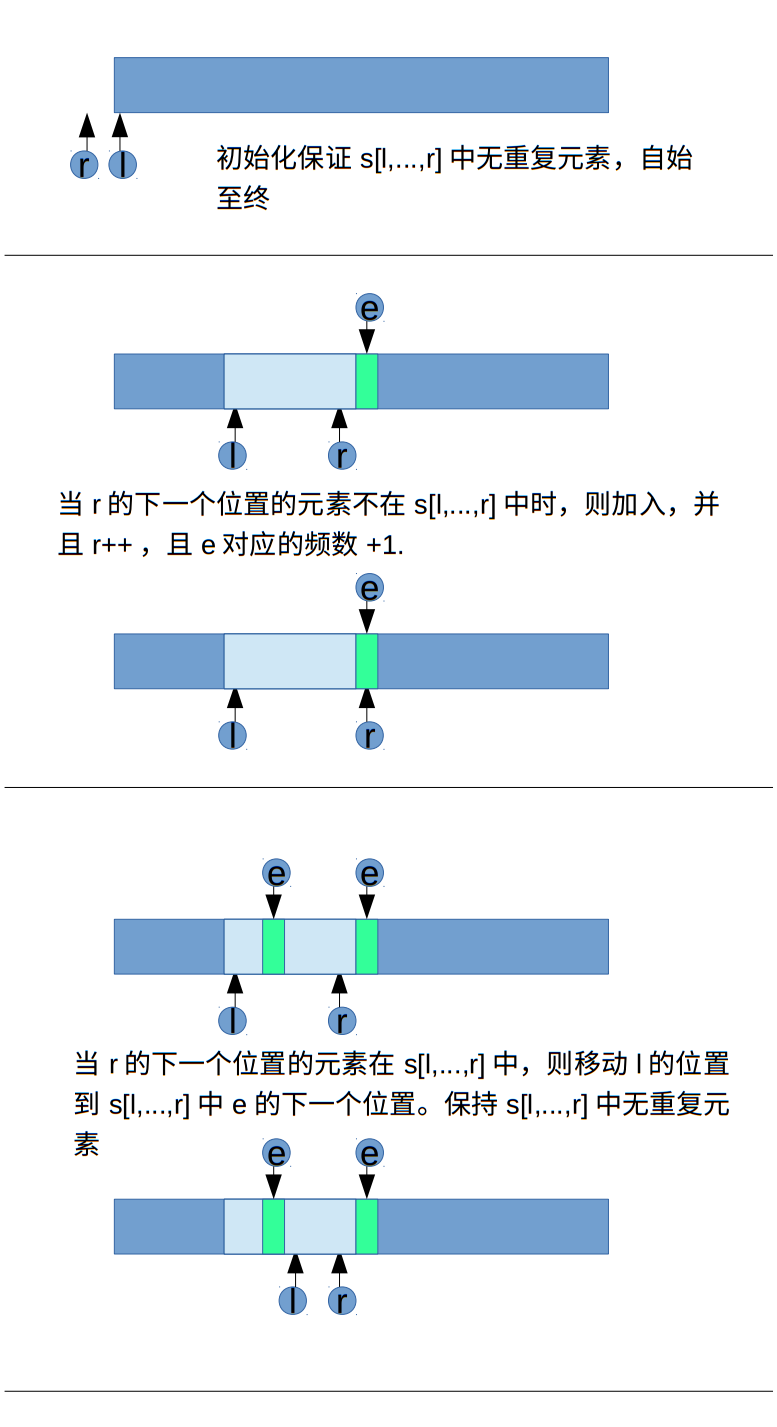 r l
初始化保证 s[l,...,r] 中无重复元素，自始
至终
e
l r
当 r 的下一个位置的元素不在 s[l,...,r] 中时，则加入，并
且 r++ ，且 e 对应的频数 +1.
e
l r
e e
l r
当 r 的下一个位置的元素在 s[l,...,r] 中，则移动 l 的位置
到 s[l,...,r] 中 e 的下一个位置。保持 s[l,...,r] 中无重复元
素
e e
l r